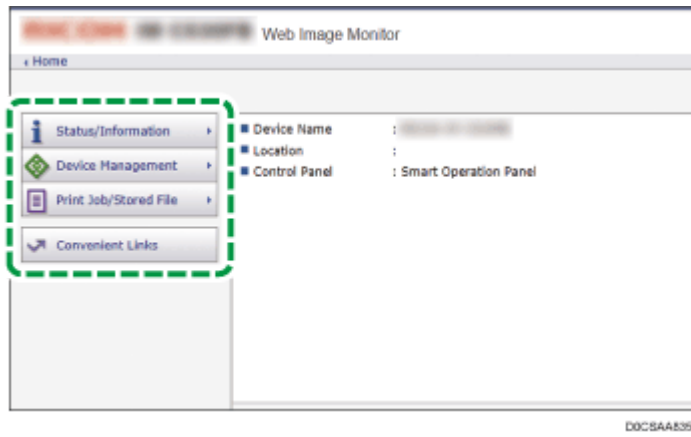 Web Image Monitor
Home
Status/Information
Device Management
Print Job/Stored File
Convenient Links
Device Name :
Location :
Control Panel : Smart Operation Panel
D0CSAA835